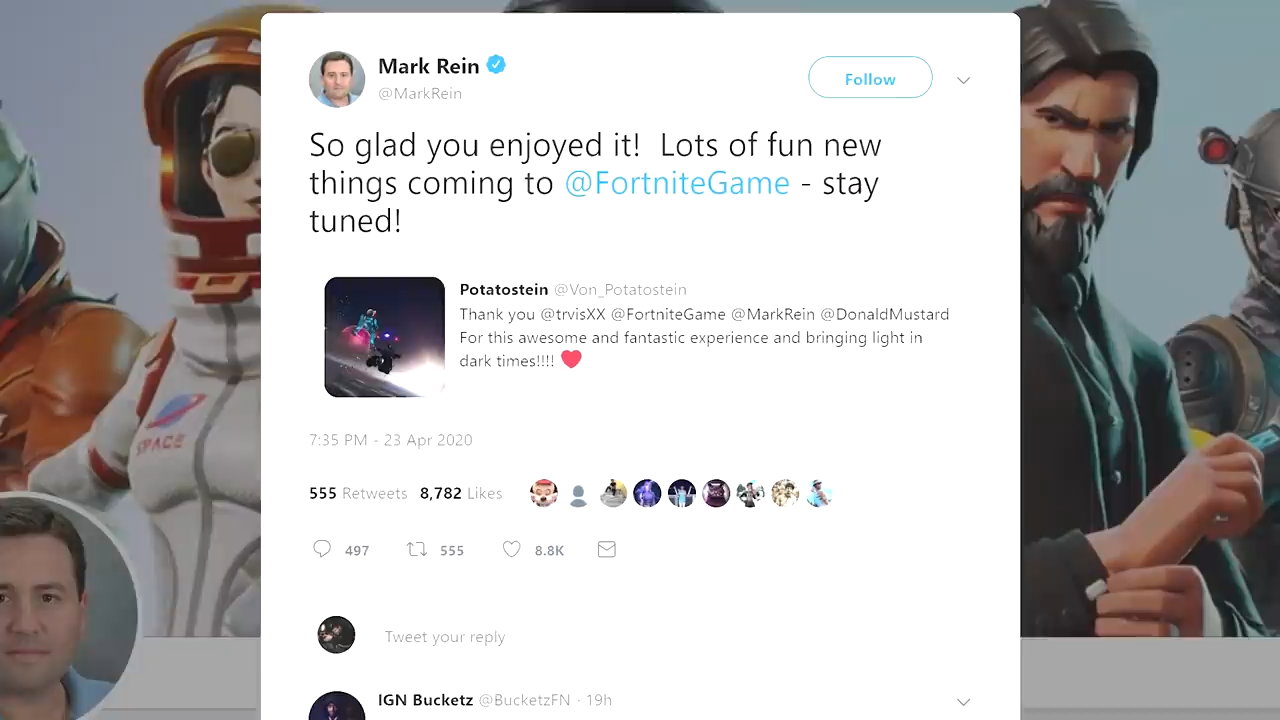 Mark Rein
@MarkRein
Follow
So glad you enjoyed it!  Lots of fun new
things coming to @FortniteGame - stay
tuned!
Potatostein @Von_Potatostein
Thank you @trvisXX @FortniteGame @MarkRein @DonaldMustard
For this awesome and fantastic experience and bringing light in
dark times!!!! ❤
7:35 PM - 23 Apr 2020
555 Retweets 8,782 Likes
497 555 8.8K
Tweet your reply
IGN Bucketz @BucketzFN · 19h
SPACE